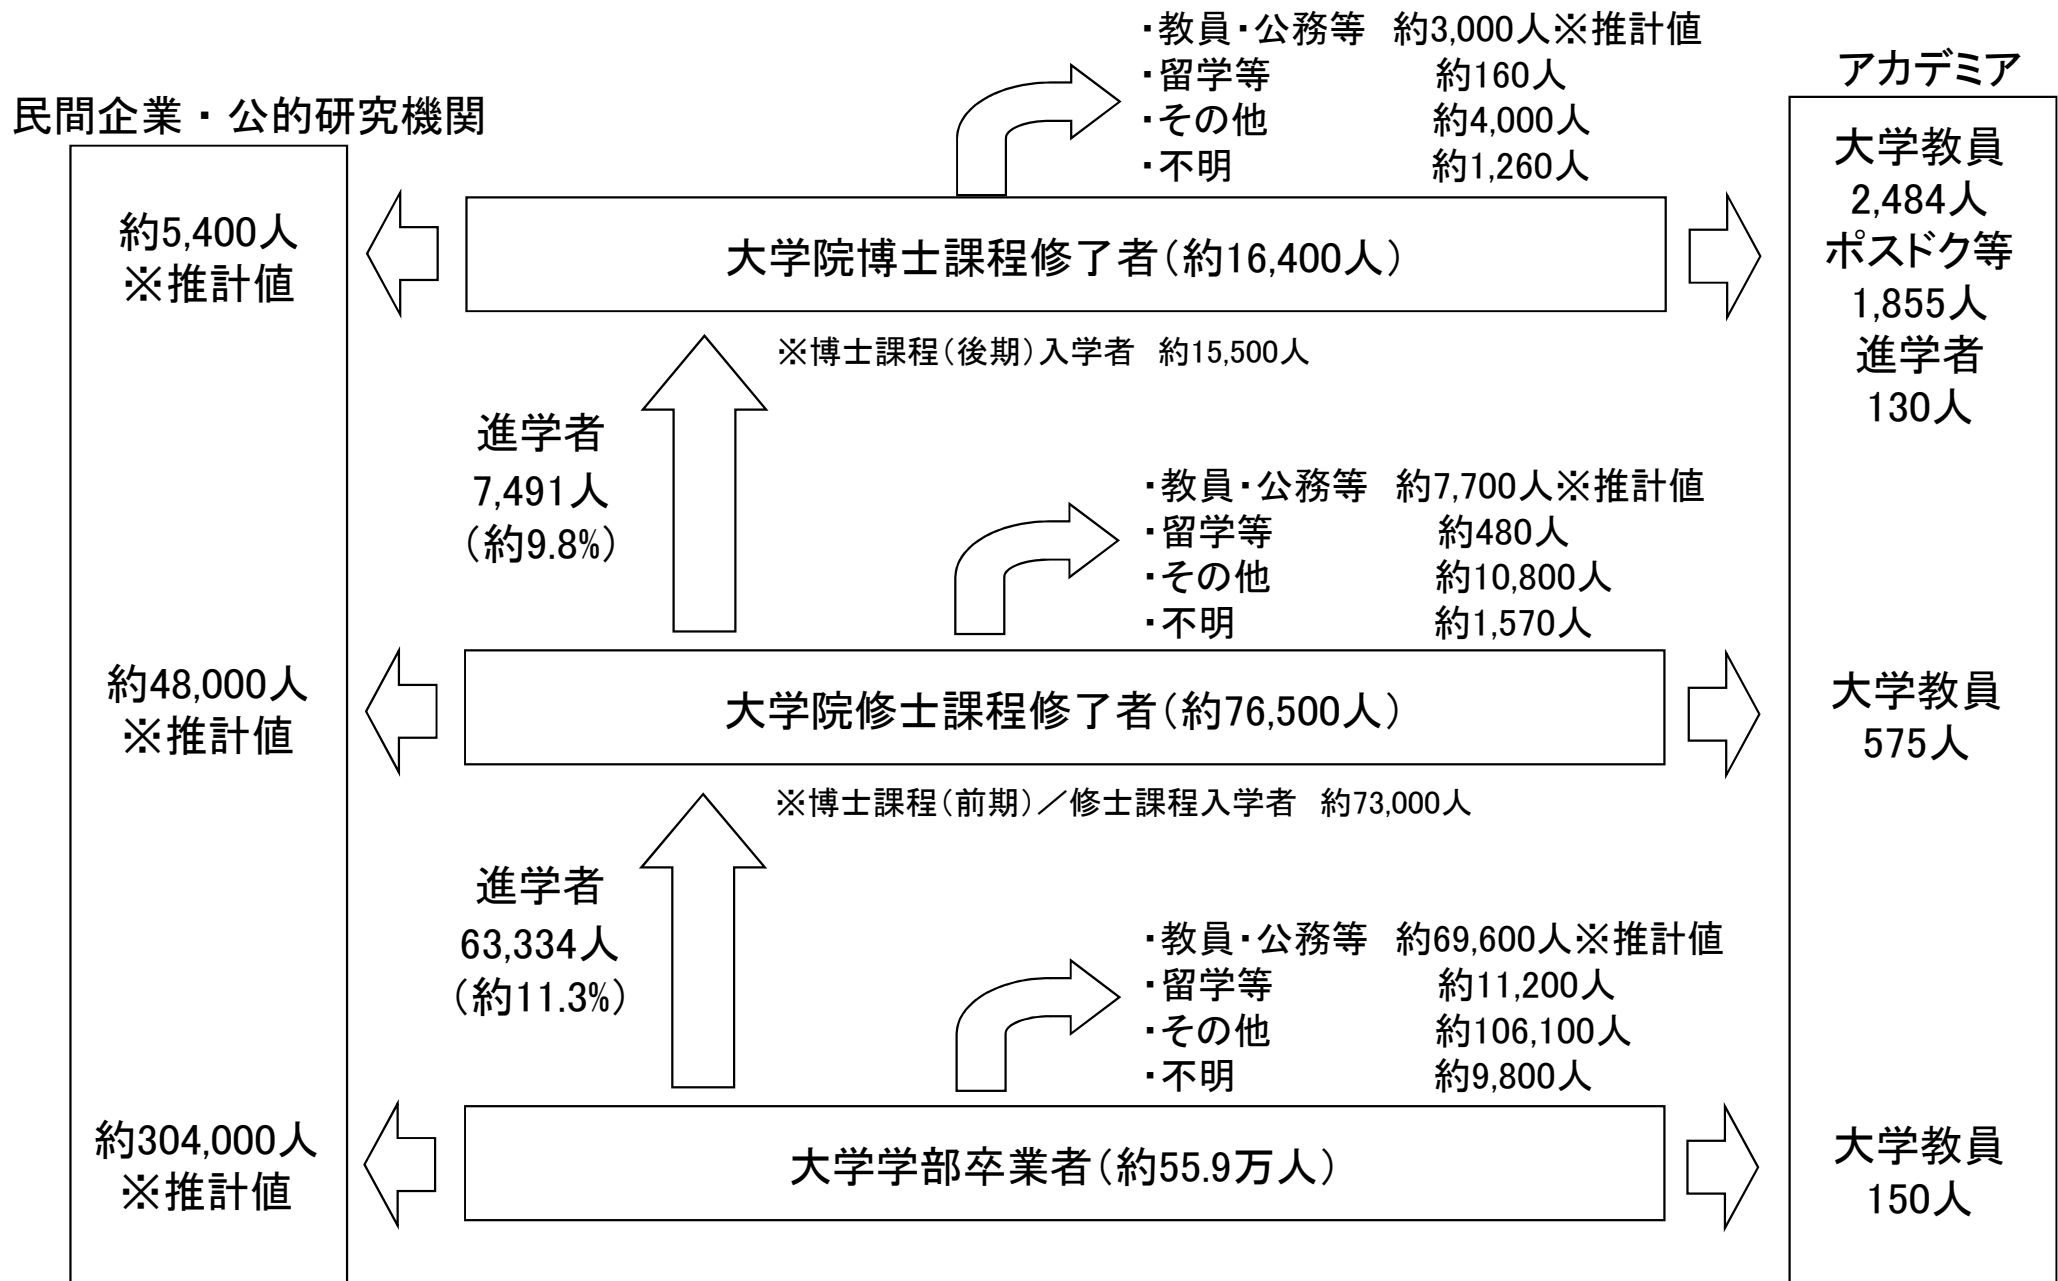 ・教員・公務等　約3,000人※推計値
・留学等　約160人
・その他　約4,000人
・不明　約1,260人
アカデミア
民間企業・公的研究機関
約5,400人
※推計値
大学院博士課程修了者（約16,400人）
大学教員
2,484人
ポスドク等
1,855人
進学者
130人
※博士課程（後期）入学者　約15,500人
進学者
7,491人
（約9.8%）
・教員・公務等　約7,700人※推計値
・留学等　約480人
・その他　約10,800人
・不明　約1,570人
約48,000人
※推計値
大学院修士課程修了者（約76,500人）
大学教員
575人
※博士課程（前期）／修士課程入学者　約73,000人
進学者
63,334人
（約11.3%）
・教員・公務等　約69,600人※推計値
・留学等　約11,200人
・その他　約106,100人
・不明　約9,800人
約304,000人
※推計値
大学学部卒業者（約55.9万人）
大学教員
150人